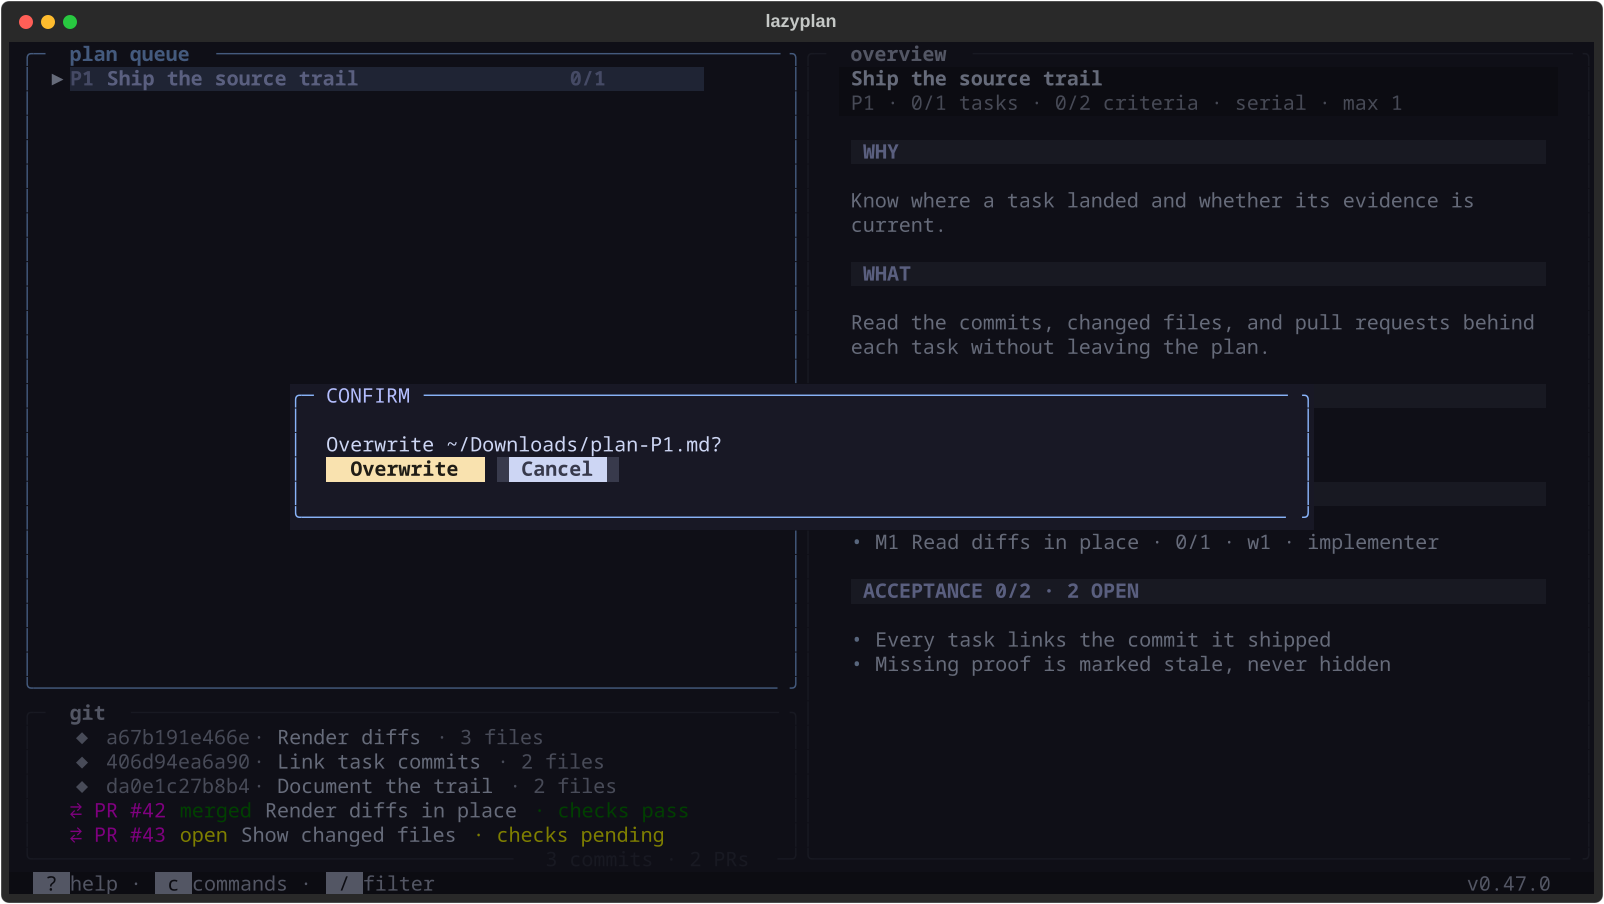 lazyplan
plan queue
▶ P1 Ship the source trail 0/1
overview
Ship the source trail
P1 · 0/1 tasks · 0/2 criteria · serial · max 1
WHY
Know where a task landed and whether its evidence is
current.
WHAT
Read the commits, changed files, and pull requests behind
each task without leaving the plan.
CONFIRM
Overwrite ~/Downloads/plan-P1.md?
Overwrite Cancel
• M1 Read diffs in place · 0/1 · w1 · implementer
ACCEPTANCE 0/2 · 2 OPEN
• Every task links the commit it shipped
• Missing proof is marked stale, never hidden
git
◆ a67b191e466e · Render diffs · 3 files
◆ 406d94ea6a90 · Link task commits · 2 files
◆ da0e1c27b8b4 · Document the trail · 2 files
⇄ PR #42 merged Render diffs in place · checks pass
⇄ PR #43 open Show changed files · checks pending
3 commits · 2 PRs
? help · c commands · / filter
v0.47.0